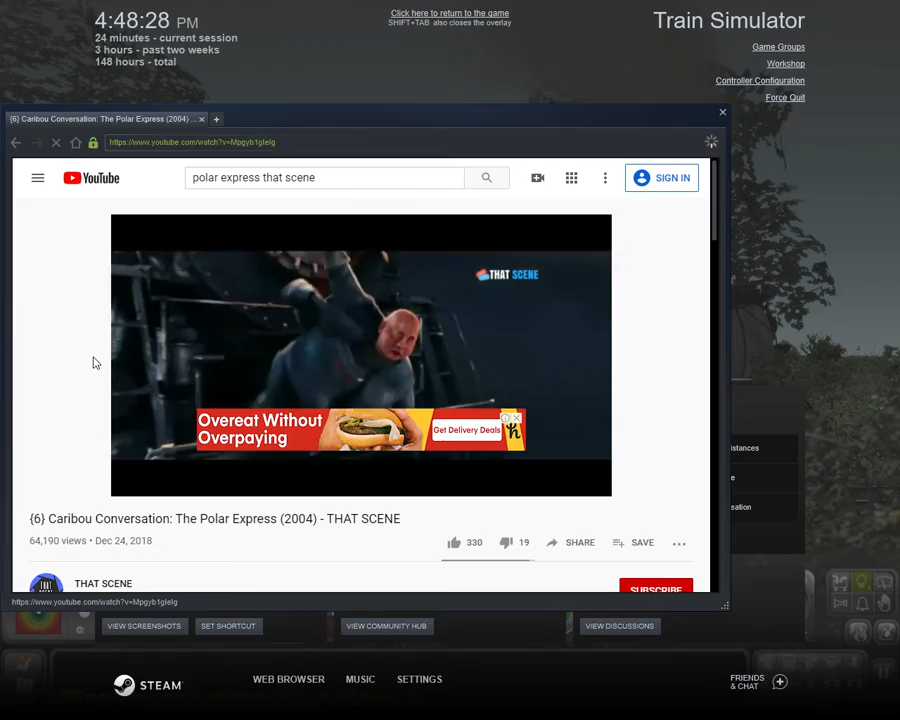 4:48:28 PM
24 minutes - current session
3 hours - past two weeks
148 hours - total
Click here to return to the game
SHIFT+TAB also closes the overlay
Train Simulator
Game Groups
Workshop
Controller Configuration
Force Quit
{6} Caribou Conversation: The Polar Express (2004) ...
https://www.youtube.com/watch?v=Mpgyb1gIeIg
YouTube
polar express that scene
SIGN IN
THAT SCENE
Overeat Without
Overpaying
Get Delivery Deals
{6} Caribou Conversation: The Polar Express (2004) - THAT SCENE
64,190 views • Dec 24, 2018
330
19
SHARE
SAVE
THAT SCENE
SUBSCRIBE
https://www.youtube.com/watch?v=Mpgyb1gIeIg
VIEW SCREENSHOTS
SET SHORTCUT
VIEW COMMUNITY HUB
VIEW DISCUSSIONS
STEAM
WEB BROWSER
MUSIC
SETTINGS
FRIENDS
& CHAT